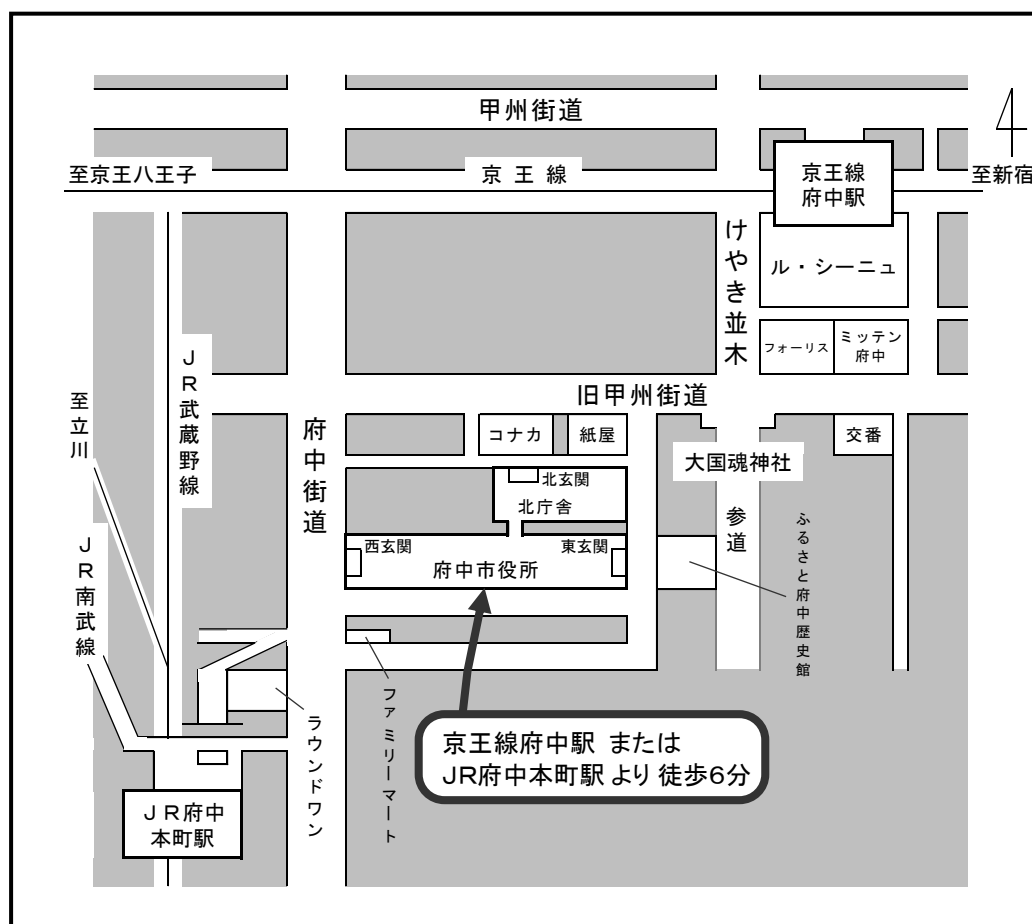 甲州街道
至京王八王子
京王線
京王線
府中駅
至新宿
けやき並木
ル・シーニュ
フォーリス
ミッテン
府中
旧甲州街道
JR武蔵野線
至立川
JR南武線
府中街道
コナカ
紙屋
交番
大国魂神社
参道
ふるさと府中歴史館
北玄関
北庁舎
西玄関
東玄関
府中市役所
ファミリーマート
ラウンドワン
京王線府中駅 または
JR府中本町駅 より 徒歩6分
JR府中
本町駅